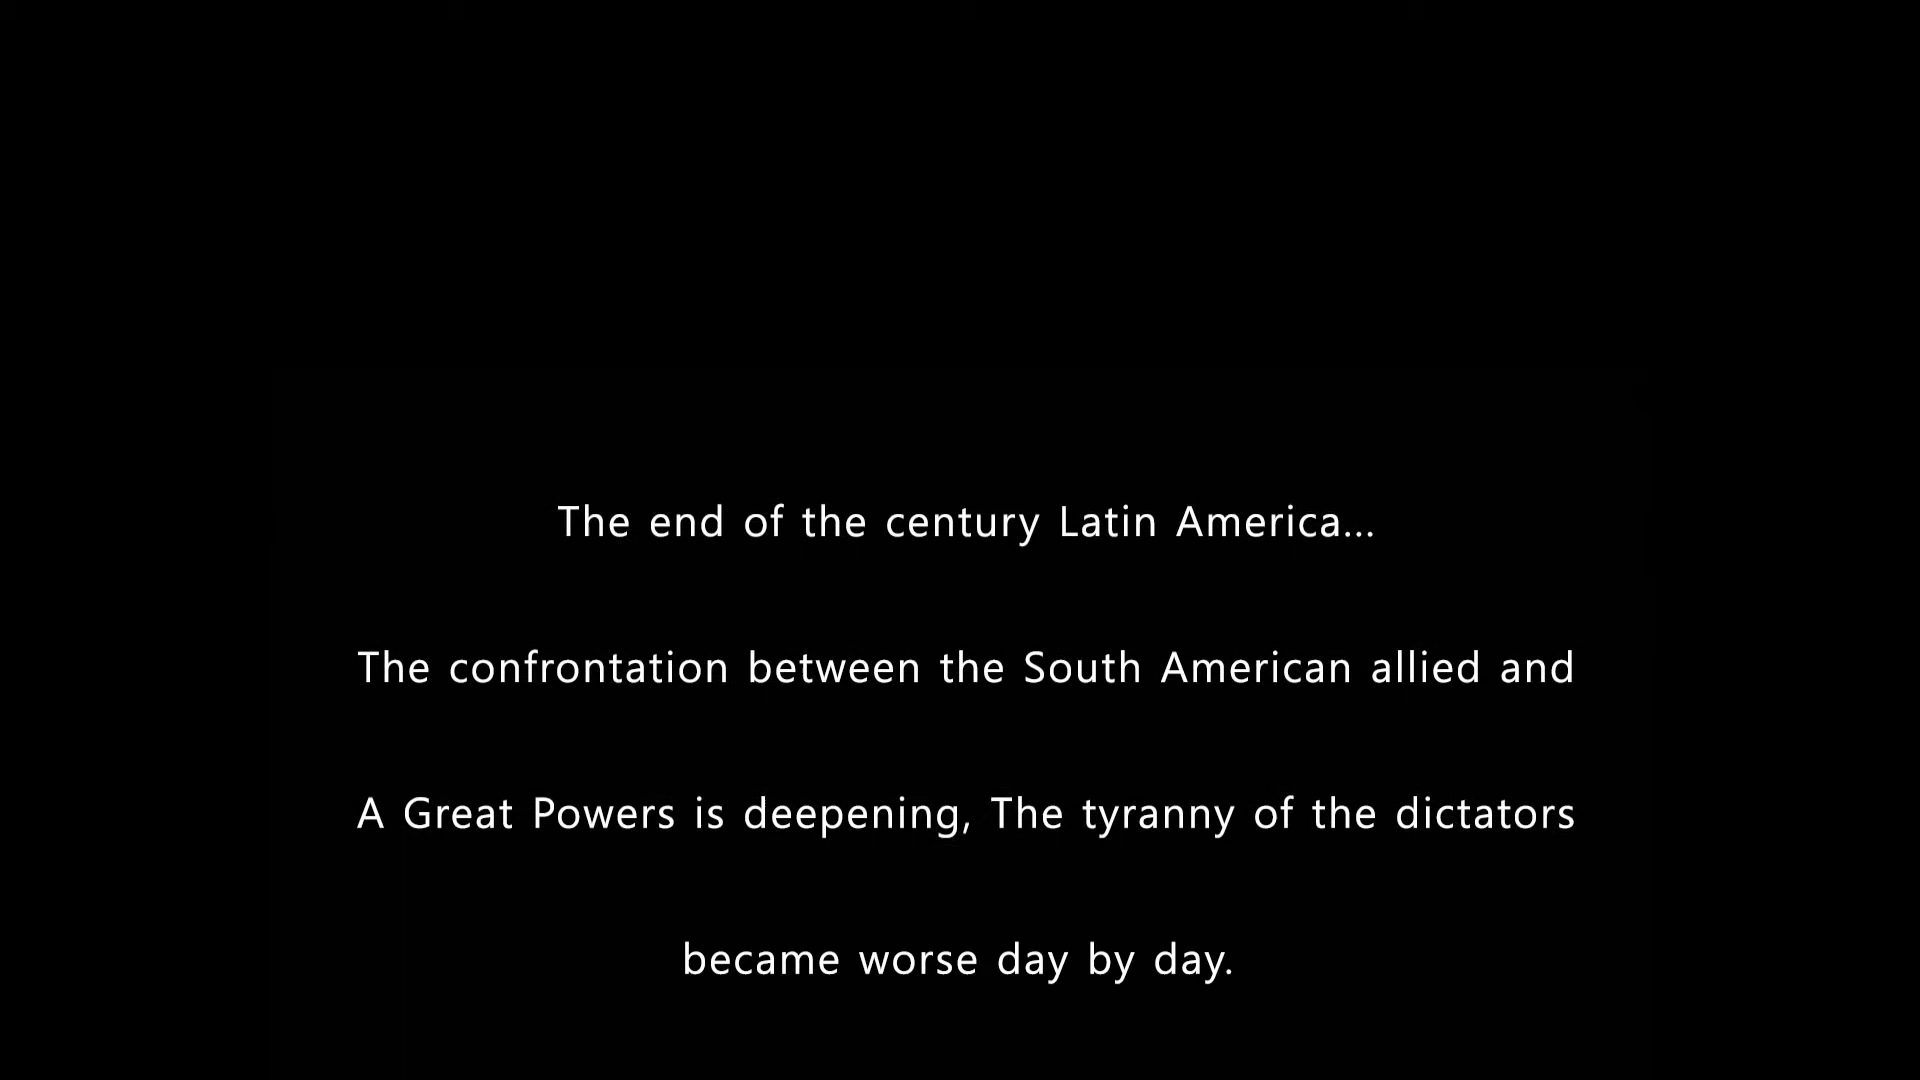 The end of the century Latin America...
The confrontation between the South American allied and
A Great Powers is deepening, The tyranny of the dictators
became worse day by day.